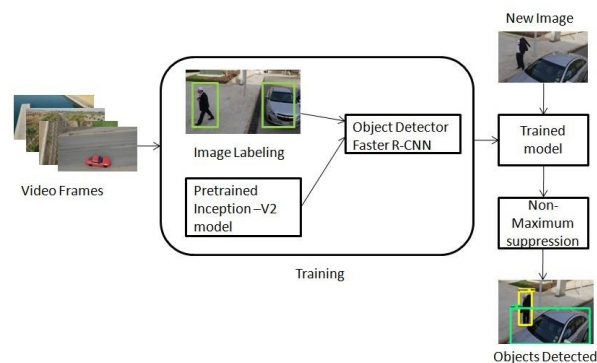 New Image
Video Frames
Image Labeling
Pretrained
Inception –V2
model
Object Detector
Faster R-CNN
Training
Trained
model
Non-
Maximum
suppression
Objects Detected